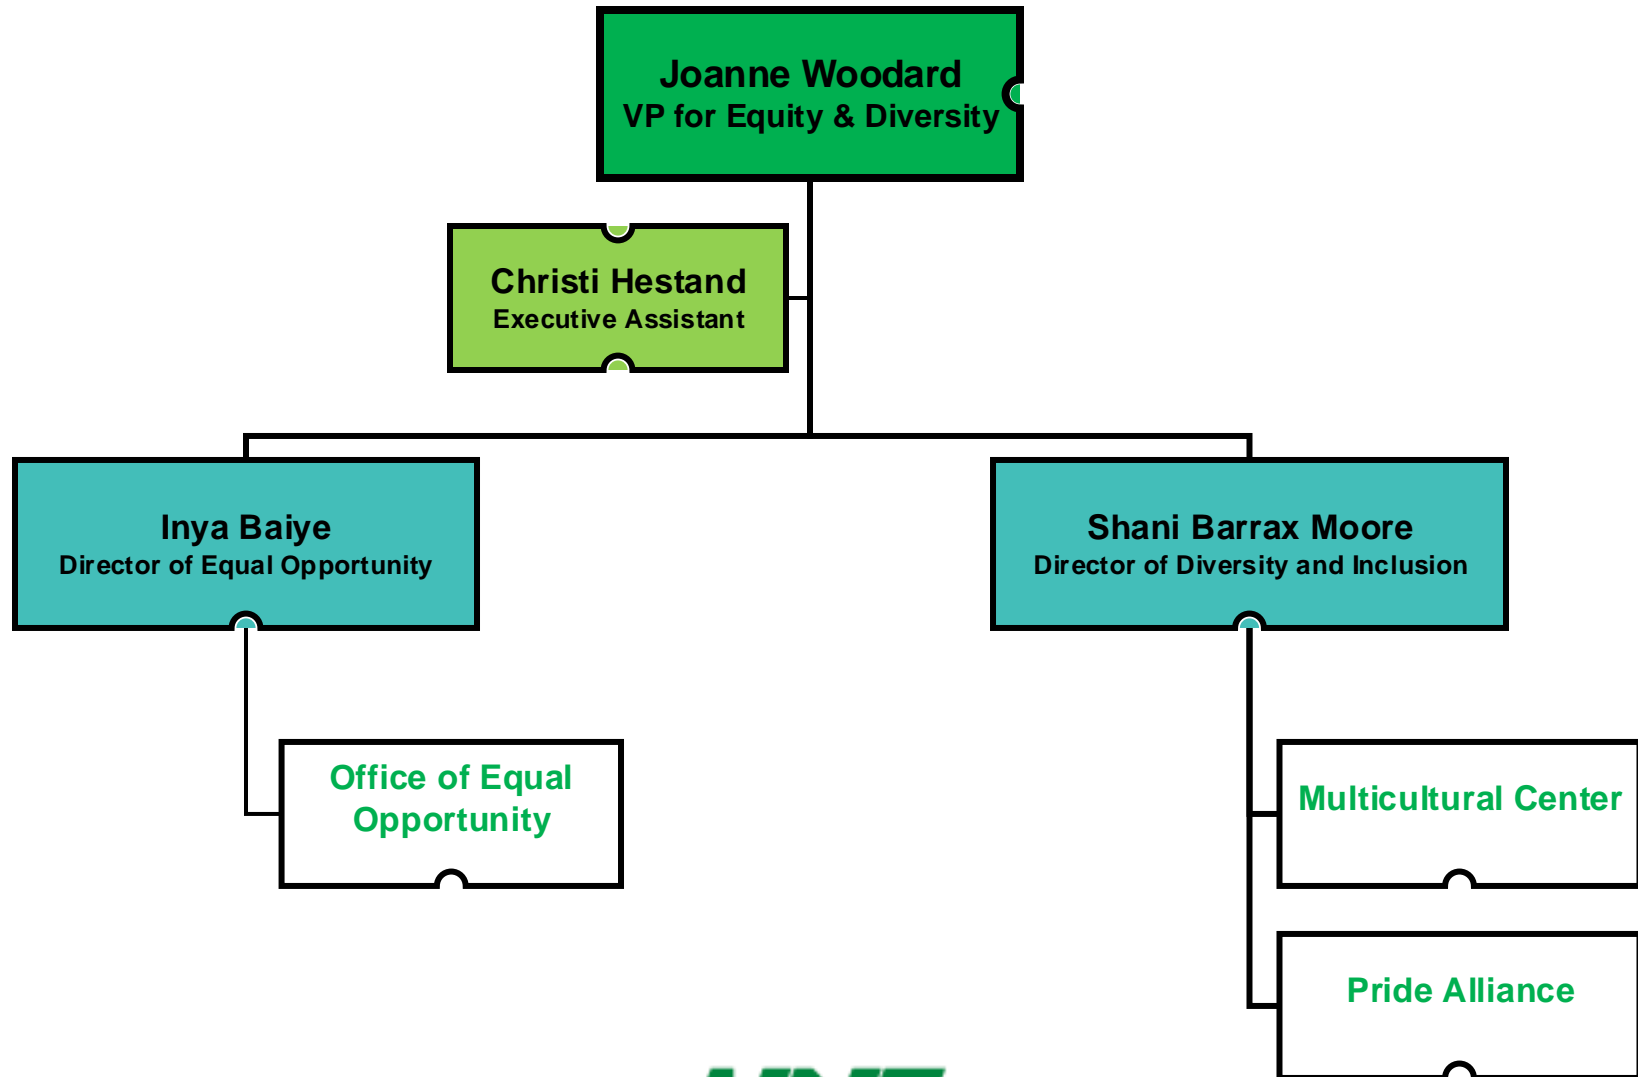 Joanne Woodard
VP for Equity & Diversity
Christi Hestand
Executive Assistant
Inya Baiye
Director of Equal Opportunity
Shani Barrax Moore
Director of Diversity and Inclusion
Office of Equal
Opportunity
Multicultural Center
Pride Alliance